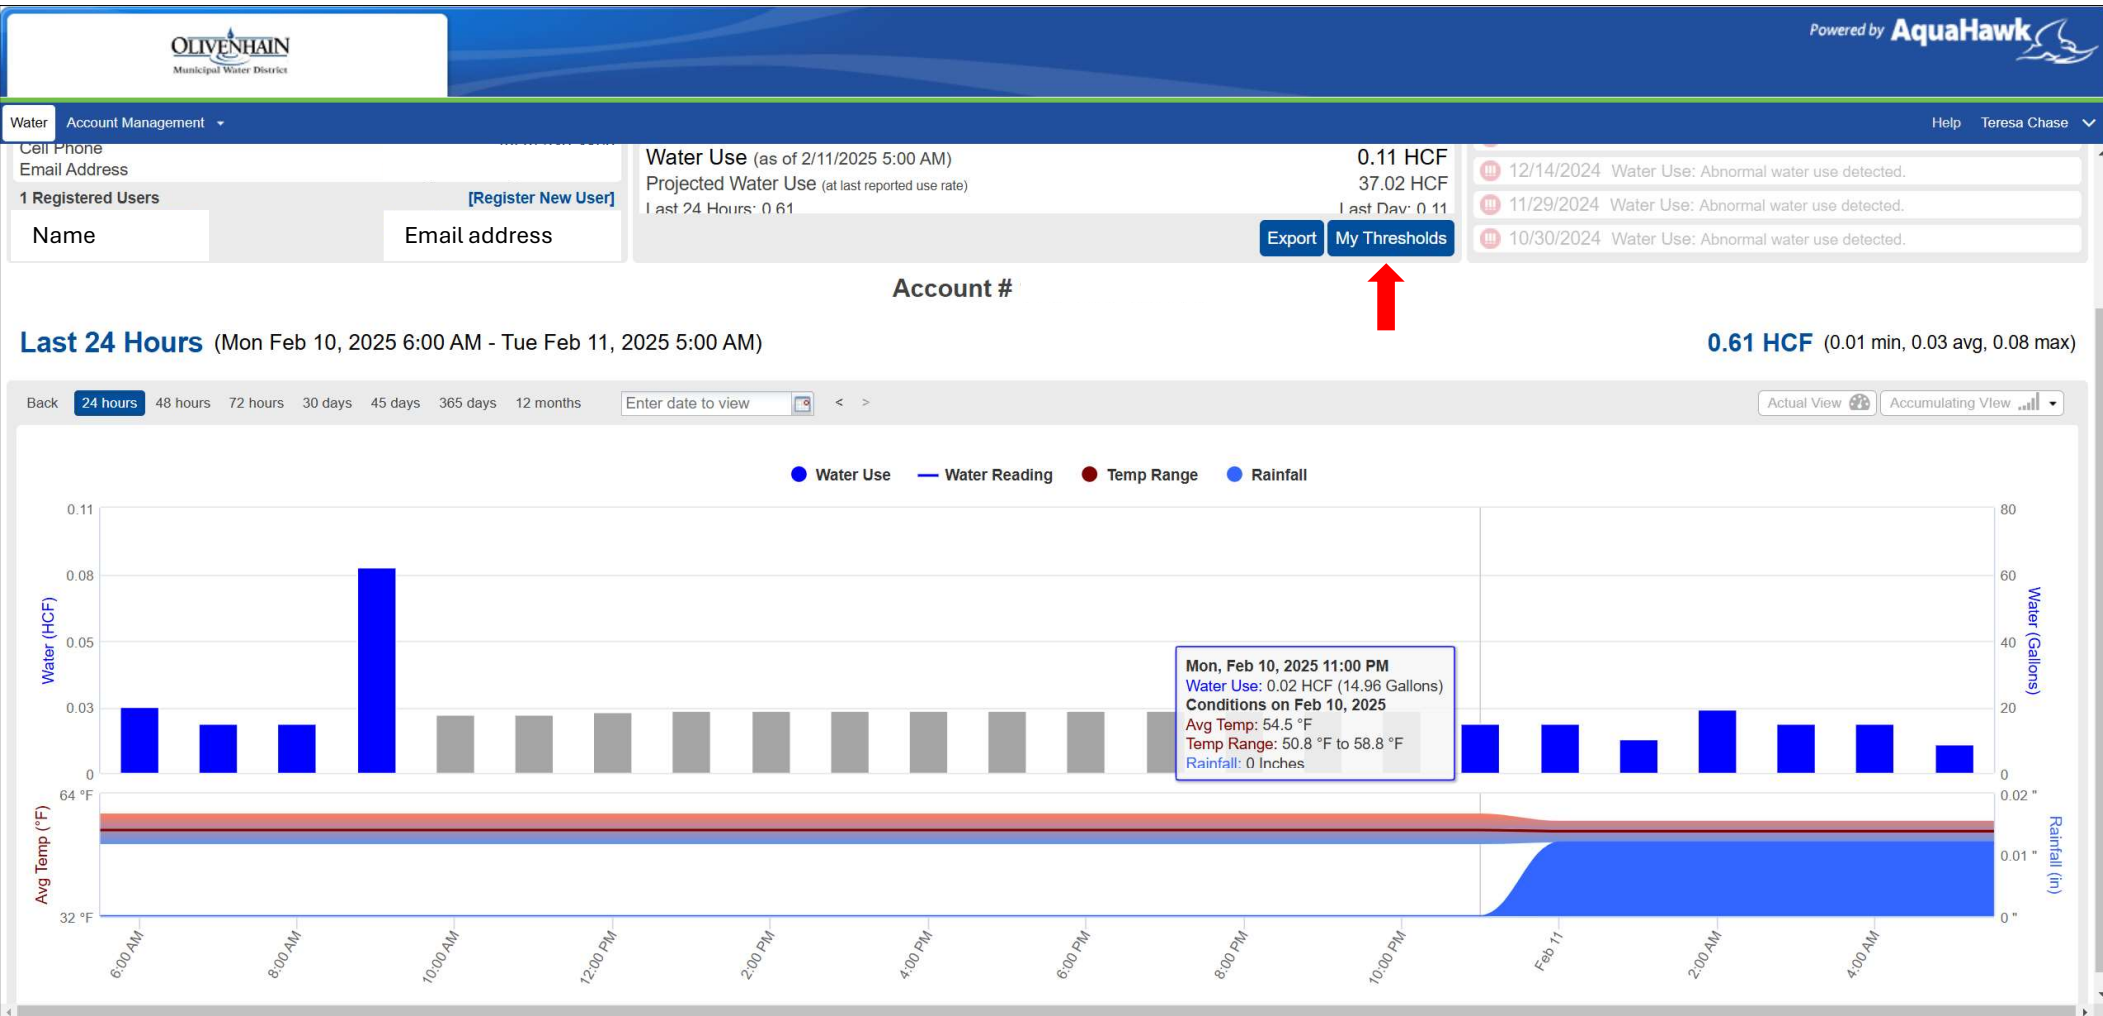 OLIVENHAIN
Municipal Water District
Powered by AquaHawk
Water Account Management Help Teresa Chase
Cell Phone
Email Address
1 Registered Users [Register New User]
Name Email address
Water Use (as of 2/11/2025 5:00 AM) 0.11 HCF
Projected Water Use (at last reported use rate) 37.02 HCF
Last 24 Hours: 0.61 Last Day: 0.11
Export My Thresholds
12/14/2024 Water Use: Abnormal water use detected.
11/29/2024 Water Use: Abnormal water use detected.
10/30/2024 Water Use: Abnormal water use detected.
Account #
Last 24 Hours (Mon Feb 10, 2025 6:00 AM - Tue Feb 11, 2025 5:00 AM) 0.61 HCF (0.01 min, 0.03 avg, 0.08 max)
Back 24 hours 48 hours 72 hours 30 days 45 days 365 days 12 months Enter date to view < > Actual View Accumulating VIew
Water Use Water Reading Temp Range Rainfall
Water (HCF)
0.11
0.08
0.05
0.03
0
80
60
40
20
0
Water (Gallons)
Mon, Feb 10, 2025 11:00 PM
Water Use: 0.02 HCF (14.96 Gallons)
Conditions on Feb 10, 2025
Avg Temp: 54.5 °F
Temp Range: 50.8 °F to 58.8 °F
Rainfall: 0 Inches
Avg Temp (°F)
64 °F
32 °F
0.02 "
0.01 "
0 "
Rainfall (in)
6:00 AM 8:00 AM 10:00 AM 12:00 PM 2:00 PM 4:00 PM 6:00 PM 8:00 PM 10:00 PM Feb 11 2:00 AM 4:00 AM